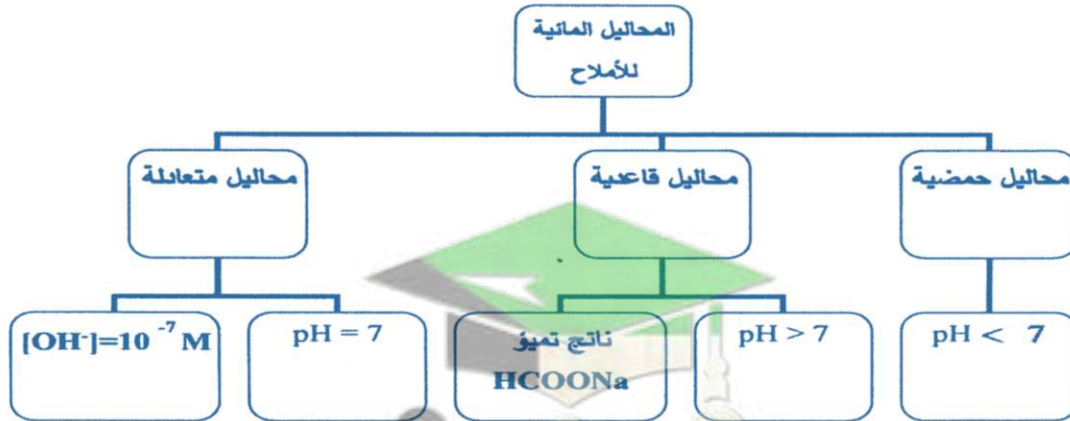 المحاليل المائية
للأملاح
محاليل حمضية
محاليل قاعدية
محاليل متعادلة
pH < 7
pH > 7
ناتج تميؤ
HCOONa
pH = 7
[OH-]=10 -7 M